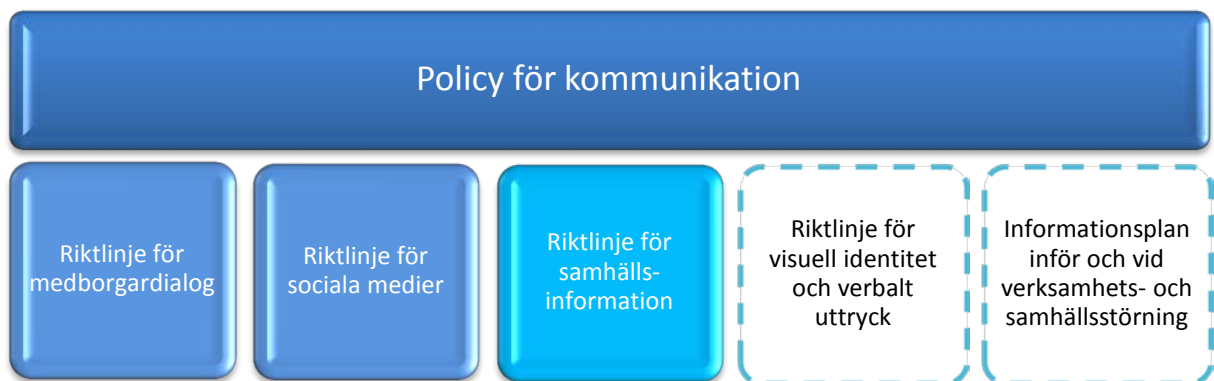 Policy för kommunikation
Riktlinje för
medborgardialog
Riktlinje för
sociala medier
Riktlinje för
samhälls-
information
Riktlinje för
visuell identitet
och verbalt
uttryck
Informationsplan
inför och vid
verksamhets- och
samhällsstörning